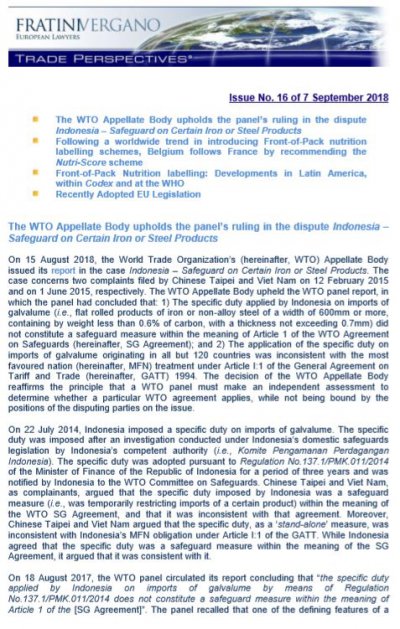 FRATINIVERGANO
EUROPEAN LAWYERS
TRADE PERSPECTIVES®
Issue No. 16 of 7 September 2018
The WTO Appellate Body upholds the panel's ruling in the dispute
Indonesia – Safeguard on Certain Iron or Steel Products
Following a worldwide trend in introducing Front-of-Pack nutrition
labelling schemes, Belgium follows France by recommending the
Nutri-Score scheme
Front-of-Pack Nutrition labelling: Developments in Latin America,
within Codex and at the WHO
Recently Adopted EU Legislation
The WTO Appellate Body upholds the panel's ruling in the dispute Indonesia –
Safeguard on Certain Iron or Steel Products
On 15 August 2018, the World Trade Organization's (hereinafter, WTO) Appellate Body
issued its report in the case Indonesia – Safeguard on Certain Iron or Steel Products. The
case concerns two complaints filed by Chinese Taipei and Viet Nam on 12 February 2015
and on 1 June 2015, respectively. The WTO Appellate Body upheld the WTO panel report, in
which the panel had concluded that: 1) The specific duty applied by Indonesia on imports of
galvalume (i.e., flat rolled products of iron or non-alloy steel of a width of 600mm or more,
containing by weight less than 0.6% of carbon, with a thickness not exceeding 0.7mm) did
not constitute a safeguard measure within the meaning of Article 1 of the WTO Agreement
on Safeguards (hereinafter, SG Agreement); and 2) The application of the specific duty on
imports of galvalume originating in all but 120 countries was inconsistent with the most
favoured nation (hereinafter, MFN) treatment under Article I:1 of the General Agreement on
Tariff and Trade (hereinafter, GATT) 1994. The decision of the WTO Appellate Body
reaffirms the principle that a WTO panel must make an independent assessment to
determine whether a particular WTO agreement applies, while not being bound by the
positions of the disputing parties on the issue.
On 22 July 2014, Indonesia imposed a specific duty on imports of galvalume. The specific
duty was imposed after an investigation conducted under Indonesia's domestic safeguards
legislation by Indonesia's competent authority (i.e., Komite Pengamanan Perdagangan
Indonesia). The specific duty was adopted pursuant to Regulation No.137.1/PMK.011/2014
of the Minister of Finance of the Republic of Indonesia for a period of three years and was
notified by Indonesia to the WTO Committee on Safeguards. Chinese Taipei and Viet Nam,
as complainants, argued that the specific duty imposed by Indonesia was a safeguard
measure (i.e., was temporarily restricting imports of a certain product) within the meaning of
the WTO SG Agreement, and that it was inconsistent with this agreement. Moreover,
Chinese Taipei and Viet Nam argued that the specific duty, as a 'stand-alone' measure, was
inconsistent with Indonesia's MFN obligation under Article I:1 of the GATT. While Indonesia
agreed that the specific duty was a safeguard measure within the meaning of the SG
Agreement, it argued that it was consistent with it.
On 18 August 2017, the WTO panel circulated its report concluding that "the specific duty
applied by Indonesia on imports of galvalume by means of Regulation
No.137.1/PMK.011/2014 does not constitute a safeguard measure within the meaning of
Article 1 of the [SG Agreement]". The panel recalled that one of the defining features of a